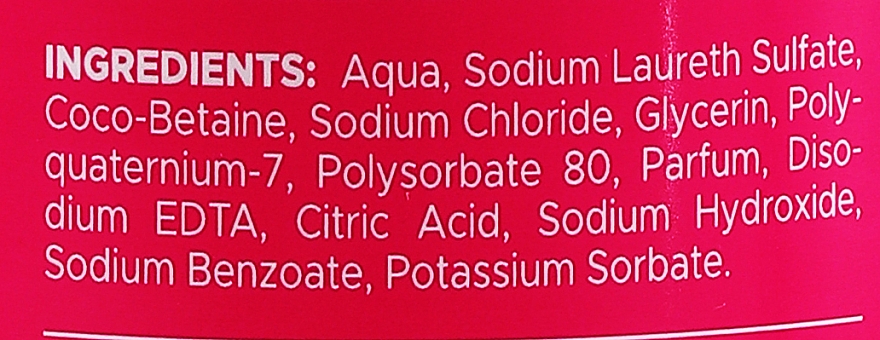 INGREDIENTS: Aqua, Sodium Laureth Sulfate,
Coco-Betaine, Sodium Chloride, Glycerin, Poly-
quaternium-7, Polysorbate 80, Parfum, Diso-
dium EDTA, Citric Acid, Sodium Hydroxide,
Sodium Benzoate, Potassium Sorbate.